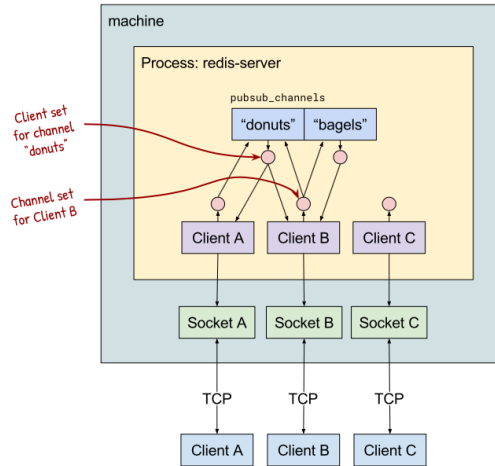 machine
Process: redis-server
pubsub_channels
“donuts” “bagels”
Client set
for channel
“donuts”
Channel set
for Client B
Client A Client B Client C
Socket A Socket B Socket C
TCP TCP TCP
Client A Client B Client C